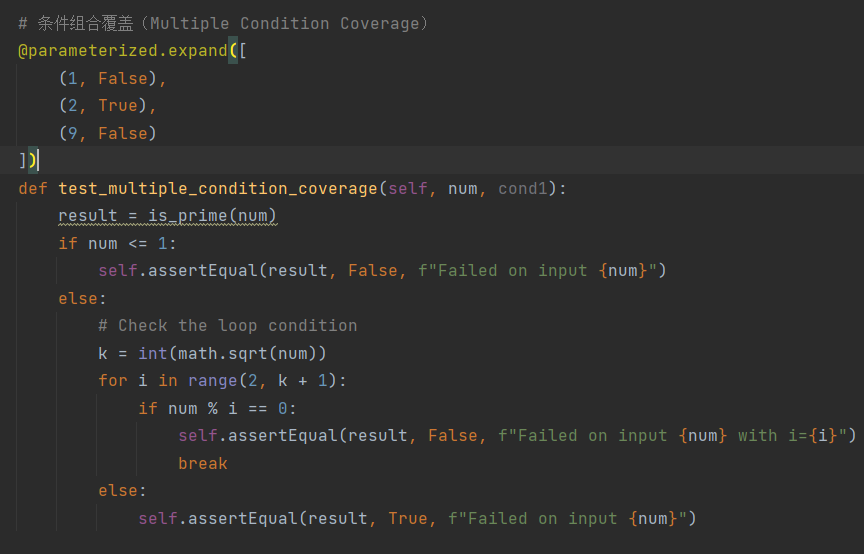 # 条件组合覆盖（Multiple Condition Coverage）
@parameterized.expand([
    (1, False),
    (2, True),
    (9, False)
])
def test_multiple_condition_coverage(self, num, cond1):
    result = is_prime(num)
    if num <= 1:
        self.assertEqual(result, False, f"Failed on input {num}")
    else:
        # Check the loop condition
        k = int(math.sqrt(num))
        for i in range(2, k + 1):
            if num % i == 0:
                self.assertEqual(result, False, f"Failed on input {num} with i={i}")
                break
        else:
            self.assertEqual(result, True, f"Failed on input {num}")